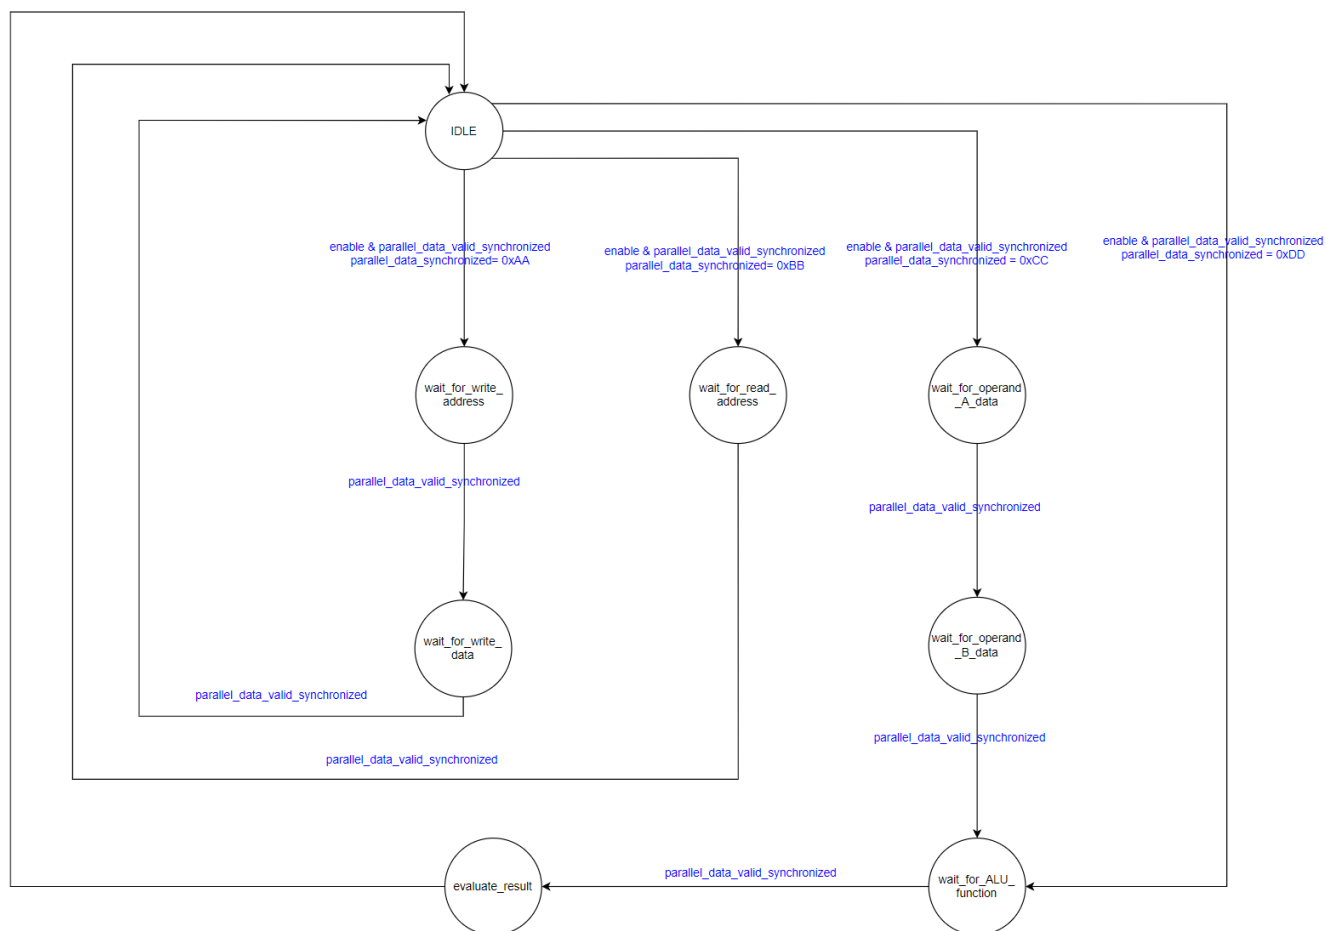 IDLE
enable & parallel_data_valid_synchronized
parallel_data_synchronized= 0xAA
enable & parallel_data_valid_synchronized
parallel_data_synchronized= 0xBB
enable & parallel_data_valid_synchronized
parallel_data_synchronized = 0xCC
enable & parallel_data_valid_synchronized
parallel_data_synchronized = 0xDD
wait_for_write_
address
wait_for_read_
address
wait_for_operand
_A_data
parallel_data_valid_synchronized
parallel_data_valid_synchronized
wait_for_write_
data
wait_for_operand
_B_data
parallel_data_valid_synchronized
parallel_data_valid_synchronized
parallel_data_valid_synchronized
evaluate_result
parallel_data_valid_synchronized
wait_for_ALU_
function